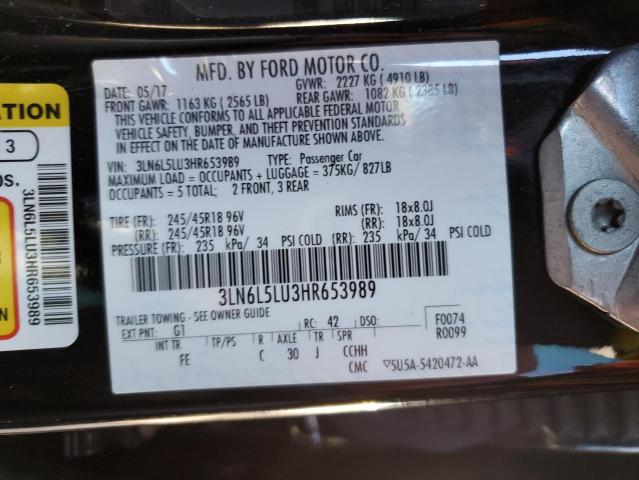 MFD. BY FORD MOTOR CO.
DATE: 05/17 GVWR: 2227 KG ( 4910 LB)
FRONT GAWR: 1163 KG ( 2565 LB) REAR GAWR: 1082 KG ( 2385 LB)
THIS VEHICLE CONFORMS TO ALL APPLICABLE FEDERAL MOTOR
VEHICLE SAFETY, BUMPER, AND THEFT PREVENTION STANDARDS
IN EFFECT ON THE DATE OF MANUFACTURE SHOWN ABOVE.
VIN: 3LN6L5LU3HR653989 TYPE: Passenger Car
MAXIMUM LOAD = OCCUPANTS + LUGGAGE = 375KG/ 827LB
OCCUPANTS = 5 TOTAL; 2 FRONT, 3 REAR
TIRE (FR): 245/45R18 96V RIMS (FR): 18x8.0J
(RR): 245/45R18 96V (RR): 18x8.0J
PRESSURE (FR): 235 kPa/ 34 PSI COLD (RR): 235 kPa/ 34 PSI COLD
3LN6L5LU3HR653989
TRAILER TOWING - SEE OWNER GUIDE
EXT PNT: G1 RC: 42 DSO: F0074
R0099
INT TR TP/PS R AXLE TR SPR
FE C 30 J CCHH
CMC 5U5A-5420472-AA
ATION
3
OS.
3LN6L5LU3HR653989